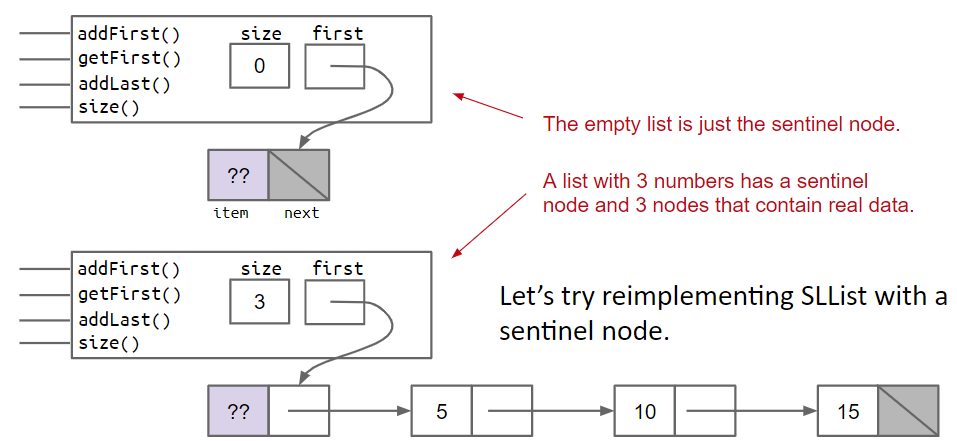 addFirst()
getFirst()
addLast()
size()
size first
0
?? 
item next
The empty list is just the sentinel node.
A list with 3 numbers has a sentinel
node and 3 nodes that contain real data.
addFirst()
getFirst()
addLast()
size()
size first
3
Let’s try reimplementing SLList with a
sentinel node.
?? 5 10 15